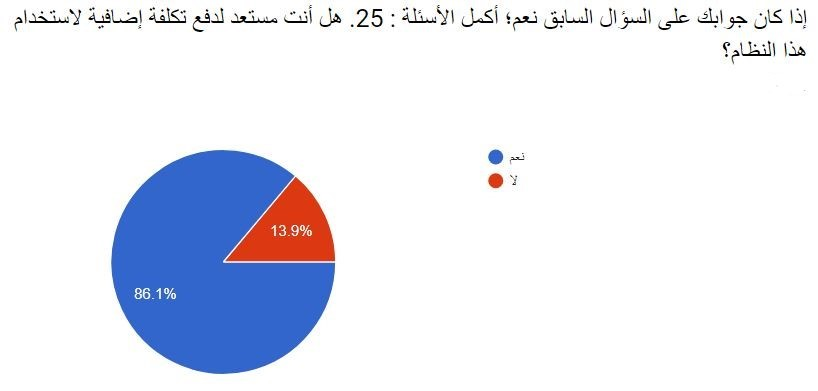 إذا كان جوابك على السؤال السابق نعم؛ أكمل الأسئلة : 25. هل أنت مستعد لدفع تكلفة إضافية لاستخدام
هذا النظام؟
نعم
لا
13.9%
86.1%